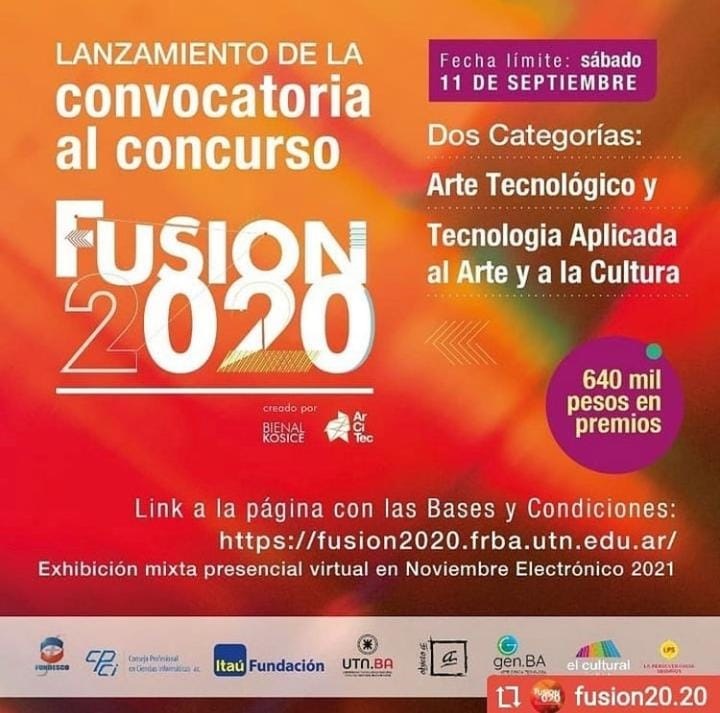 LANZAMIENTO DE LA
convocatoria
al concurso
FUSION
2020
creado por
BIENAL
KOSICE
Ar
Ci
Tec
Fecha límite: sábado
11 DE SEPTIEMBRE
Dos Categorías:
Arte Tecnológico y
Tecnologia Aplicada
al Arte y a la Cultura
640 mil
pesos en
premios
Link a la página con las Bases y Condiciones:
https://fusion2020.frba.utn.edu.ar/
Exhibición mixta presencial virtual en Noviembre Electrónico 2021
FUNDESCO
CPCI
Consejo Profesional
en Ciencias Informáticas
Itaú Fundación
UTN.BA
gen.BA
el cultural
LPS
fusion20.20